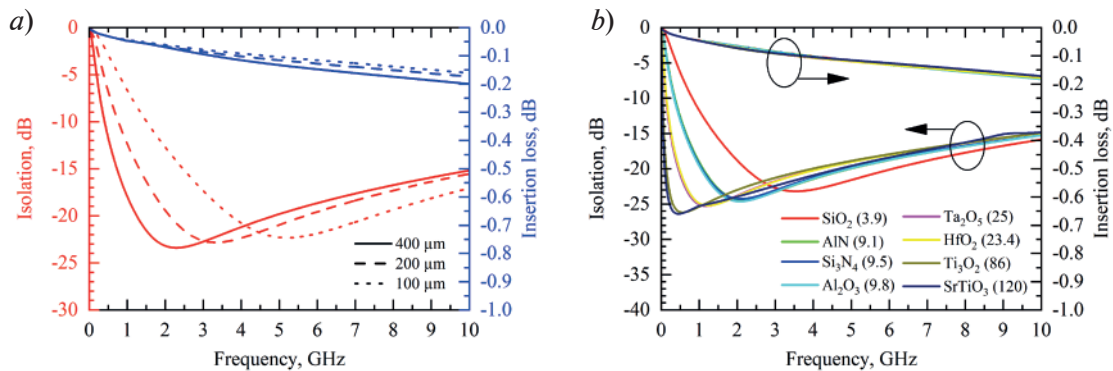 a)
0
-5
-10
-15
-20
-25
-30
Isolation, dB
0 1 2 3 4 5 6 7 8 9 10
Frequency, GHz
0.0
-0.1
-0.2
-0.3
-0.4
-0.5
-0.6
-0.7
-0.8
-0.9
-1.0
Insertion loss, dB
400 μm
200 μm
100 μm
b)
0
-5
-10
-15
-20
-25
-30
-35
-40
Isolation, dB
0 1 2 3 4 5 6 7 8 9 10
Frequency, GHz
0.0
-0.1
-0.2
-0.3
-0.4
-0.5
-0.6
-0.7
-0.8
-0.9
-1.0
Insertion loss, dB
SiO₂ (3.9)
AlN (9.1)
Si₃N₄ (9.5)
Al₂O₃ (9.8)
Ta₂O₅ (25)
HfO₂ (23.4)
Ti₃O₂ (86)
SrTiO₃ (120)